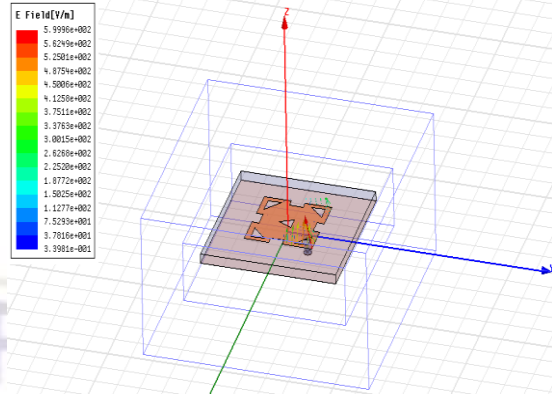 E Field[V/m]
5.9996e+002
5.6249e+002
5.2501e+002
4.8754e+002
4.5006e+002
4.1258e+002
3.7511e+002
3.3763e+002
3.0015e+002
2.6268e+002
2.2520e+002
1.8772e+002
1.5025e+002
1.1277e+002
7.5293e+001
3.7816e+001
3.3981e-001
Z